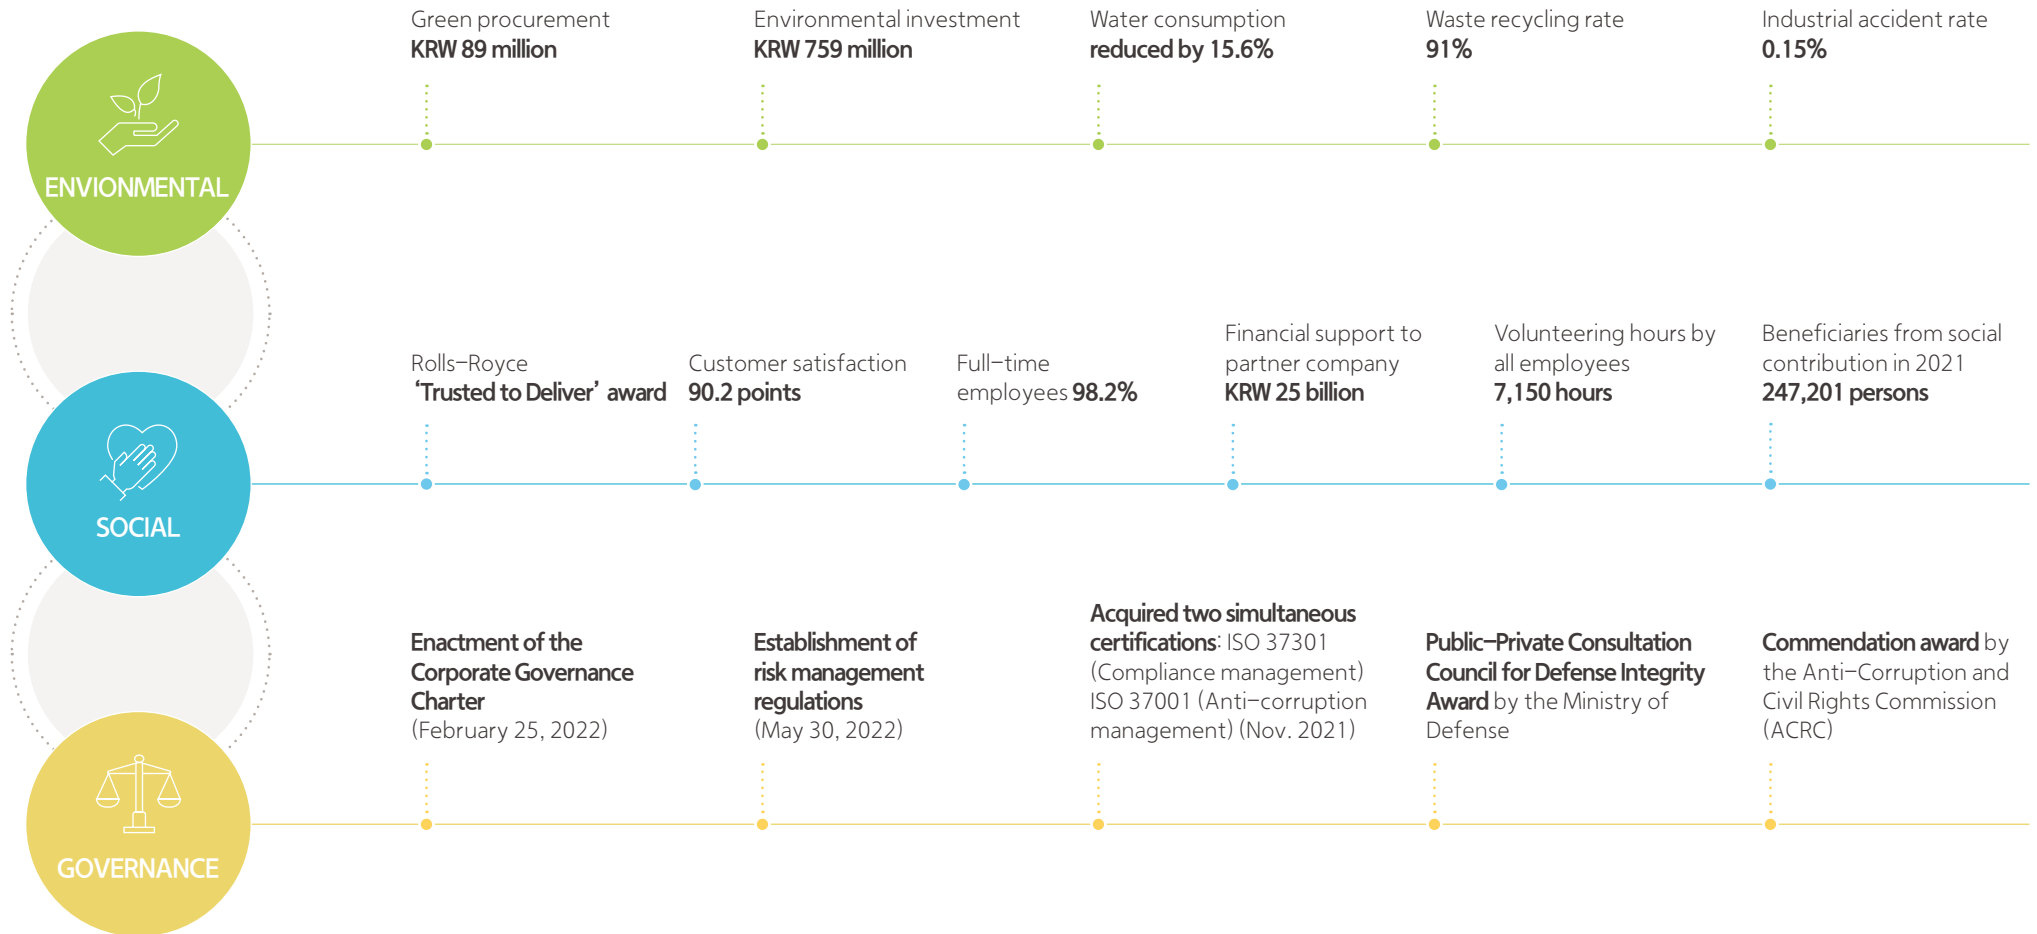 Green procurement
KRW 89 million
Environmental investment
KRW 759 million
Water consumption
reduced by 15.6%
Waste recycling rate
91%
Industrial accident rate
0.15%
ENVIONMENTAL
Rolls-Royce
‘Trusted to Deliver’ award
Customer satisfaction
90.2 points
Full-time
employees 98.2%
Financial support to
partner company
KRW 25 billion
Volunteering hours by
all employees
7,150 hours
Beneficiaries from social
contribution in 2021
247,201 persons
SOCIAL
Enactment of the
Corporate Governance
Charter
(February 25, 2022)
Establishment of
risk management
regulations
(May 30, 2022)
Acquired two simultaneous
certifications: ISO 37301
(Compliance management)
ISO 37001 (Anti-corruption
management) (Nov. 2021)
Public-Private Consultation
Council for Defense Integrity
Award by the Ministry of
Defense
Commendation award by
the Anti-Corruption and
Civil Rights Commission
(ACRC)
GOVERNANCE